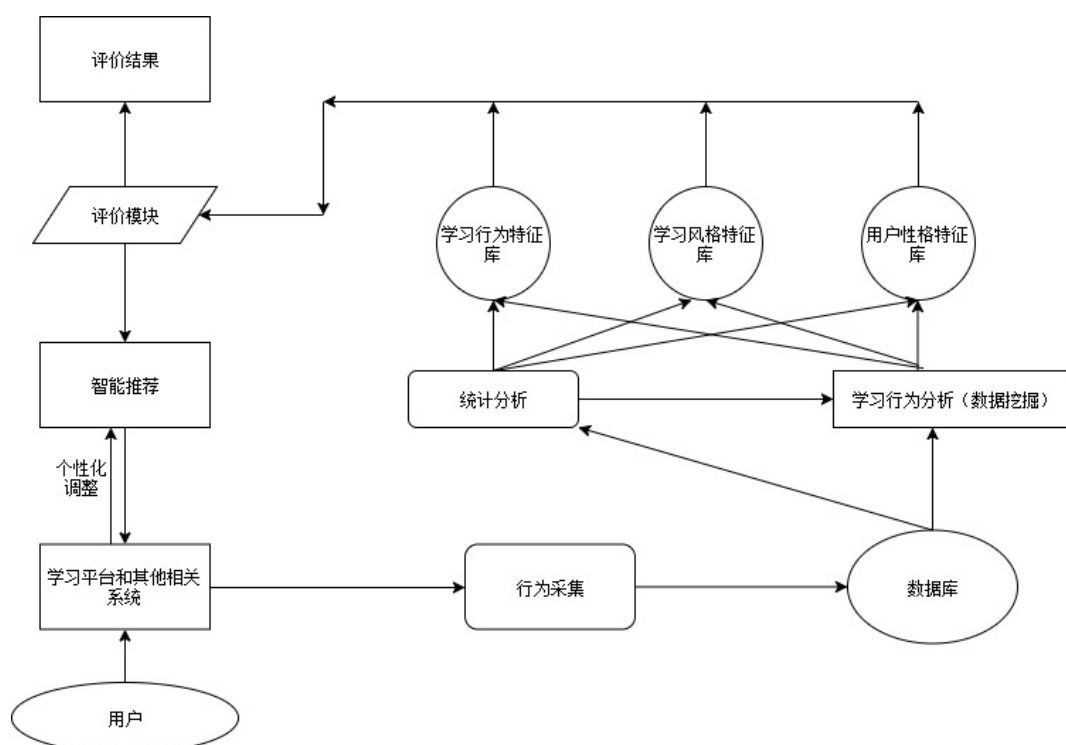 评价结果
评价模块
学习行为特征
库
学习风格特征
库
用户性格特征
库
智能推荐
统计分析
学习行为分析（数据挖掘）
个性化
调整
学习平台和其他相关
系统
行为采集
数据库
用户